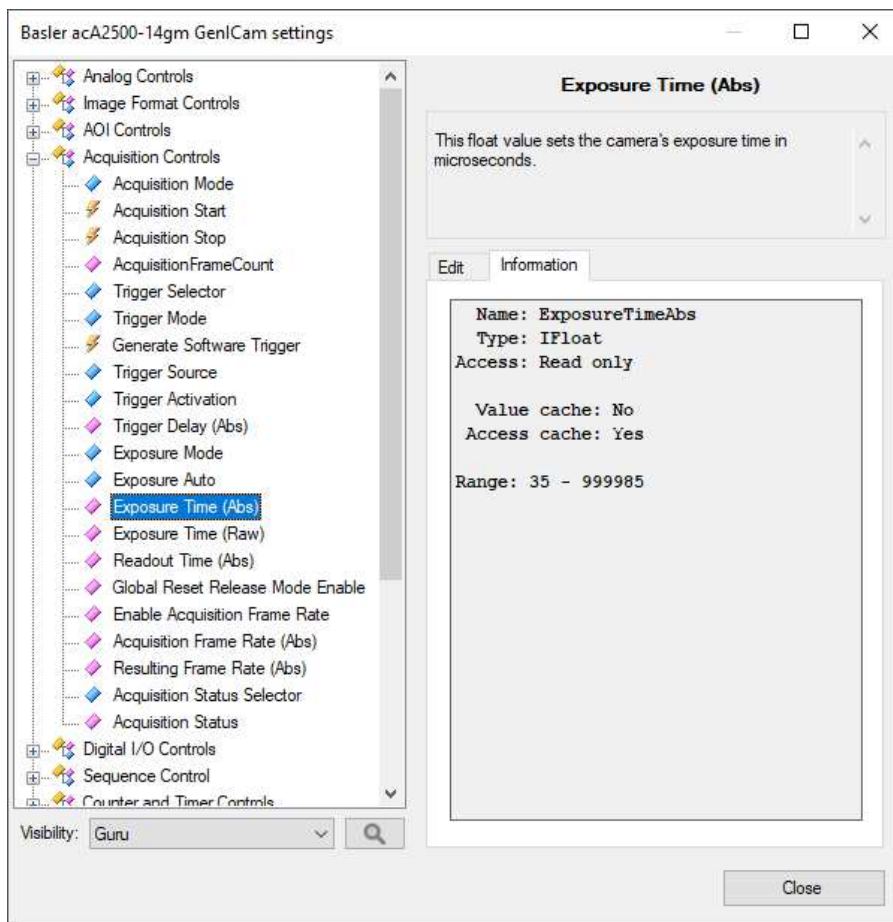 Basler acA2500-14gm GenICam settings
Analog Controls
Image Format Controls
AOI Controls
Acquisition Controls
Acquisition Mode
Acquisition Start
Acquisition Stop
AcquisitionFrameCount
Trigger Selector
Trigger Mode
Generate Software Trigger
Trigger Source
Trigger Activation
Trigger Delay (Abs)
Exposure Mode
Exposure Auto
Exposure Time (Abs)
Exposure Time (Raw)
Readout Time (Abs)
Global Reset Release Mode Enable
Enable Acquisition Frame Rate
Acquisition Frame Rate (Abs)
Resulting Frame Rate (Abs)
Acquisition Status Selector
Acquisition Status
Digital I/O Controls
Sequence Control
Counter and Timer Controls
Visibility: Guru
Exposure Time (Abs)
This float value sets the camera's exposure time in
microseconds.
Edit Information
Name: ExposureTimeAbs
Type: IFloat
Access: Read only
Value cache: No
Access cache: Yes
Range: 35 - 999985
Close